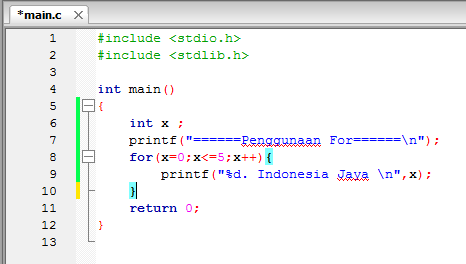 *main.c
1 #include <stdio.h>
2 #include <stdlib.h>
3
4 int main()
5 {
6 int x ;
7 printf("======Penggunaan For======\n");
8 for(x=0;x<=5;x++){
9 printf("%d. Indonesia Jaya \n",x);
10 }
11 return 0;
12 }
13